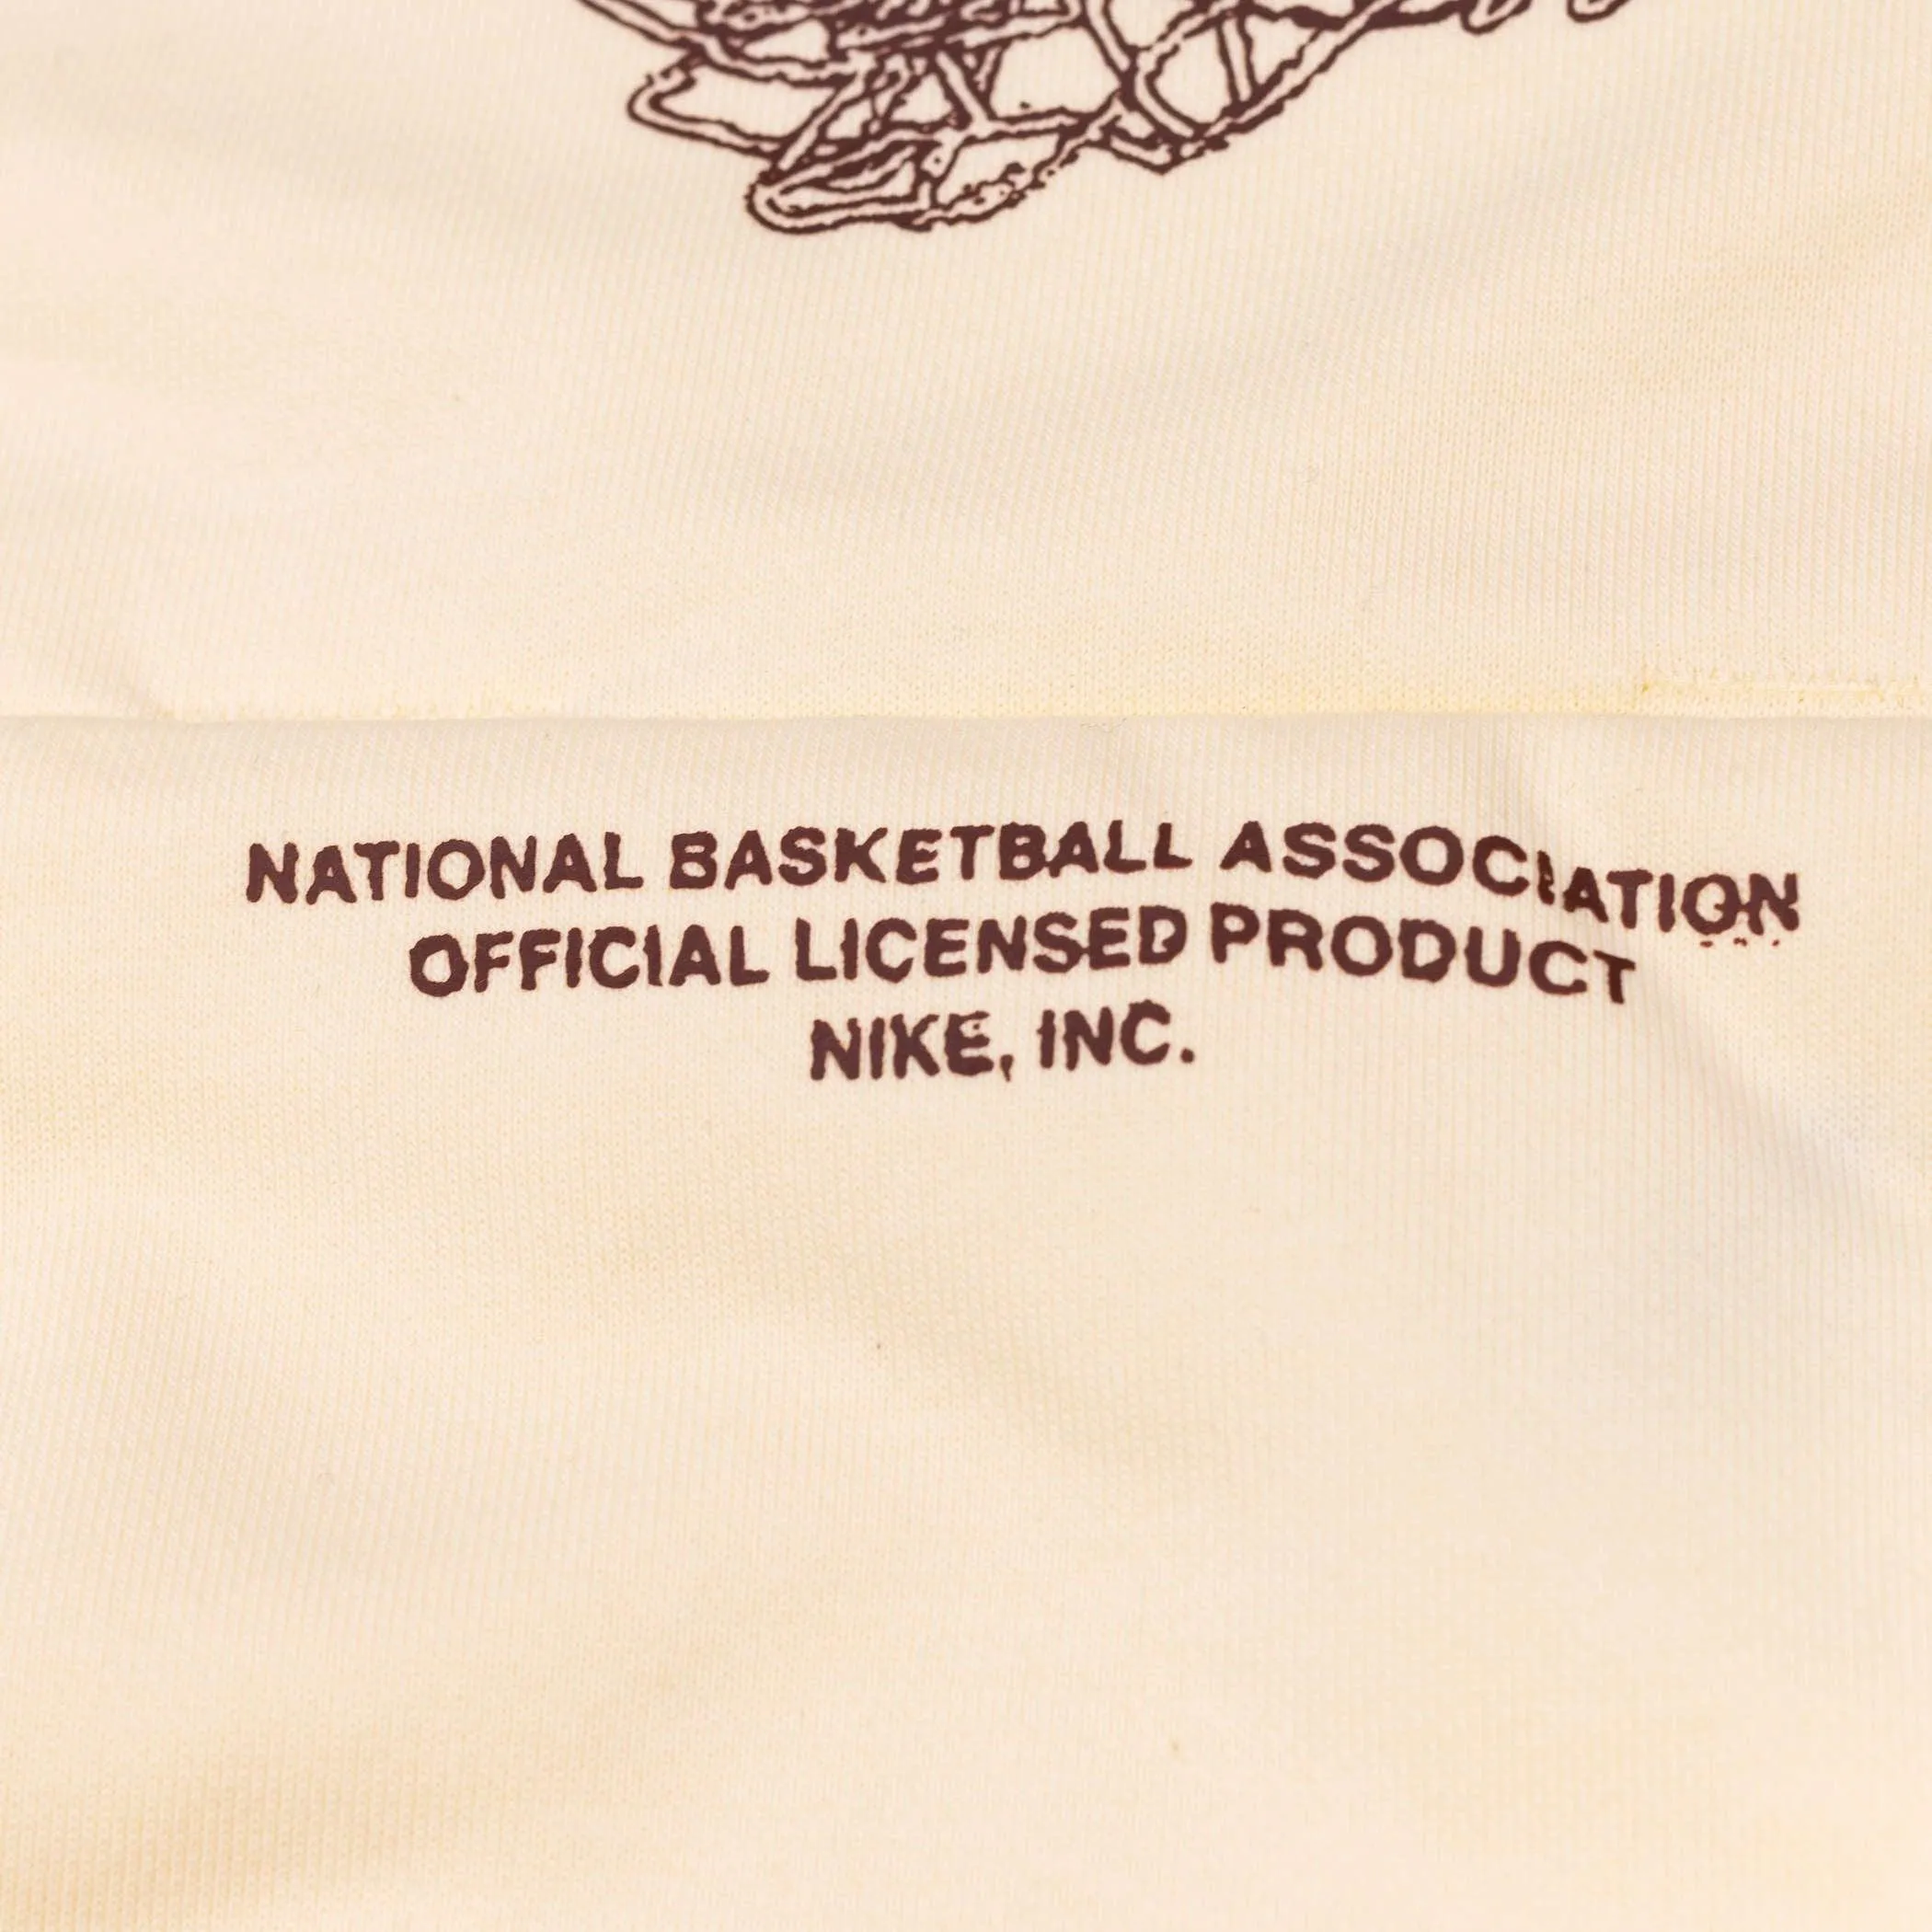 NATIONAL BASKETBALL ASSOCIATION
OFFICIAL LICENSED PRODUCT
NIKE, INC.